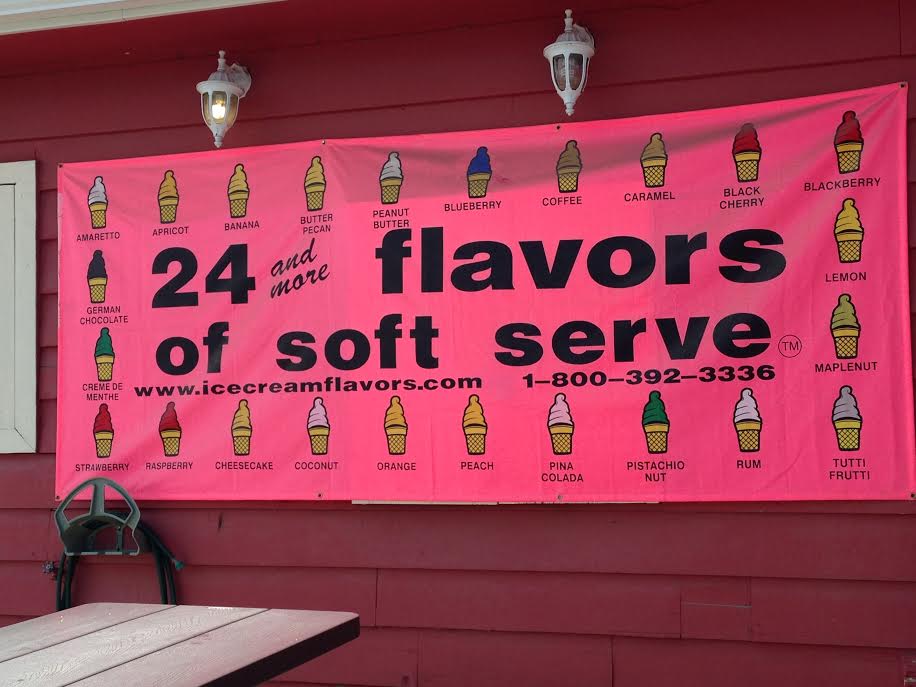 AMARETTO
APRICOT
BANANA
BUTTER
PECAN
PEANUT
BUTTER
BLUEBERRY
COFFEE
CARAMEL
BLACK
CHERRY
BLACKBERRY
GERMAN
CHOCOLATE
24 and more flavors
LEMON
CREME DE
MENTHE
of soft serve TM
MAPLENUT
www.icecreamflavors.com 1-800-392-3336
STRAWBERRY
RASPBERRY
CHEESECAKE
COCONUT
ORANGE
PEACH
PINA
COLADA
PISTACHIO
NUT
RUM
TUTTI
FRUTTI